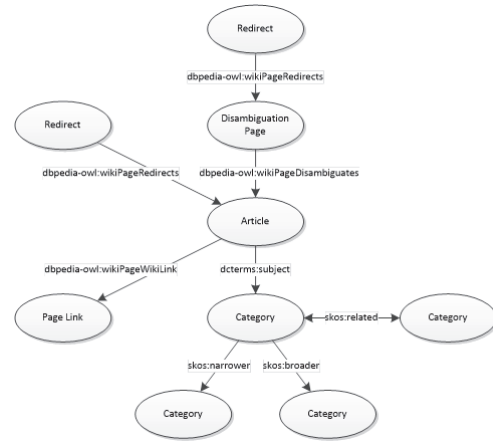 Redirect
dbpedia-owl:wikiPageRedirects
Disambiguation
Page
Redirect
dbpedia-owl:wikiPageRedirects
dbpedia-owl:wikiPageDisambiguates
Article
dbpedia-owl:wikiPageWikiLink
dcterms:subject
Page Link
Category
skos:related
Category
skos:narrower
skos:broader
Category
Category